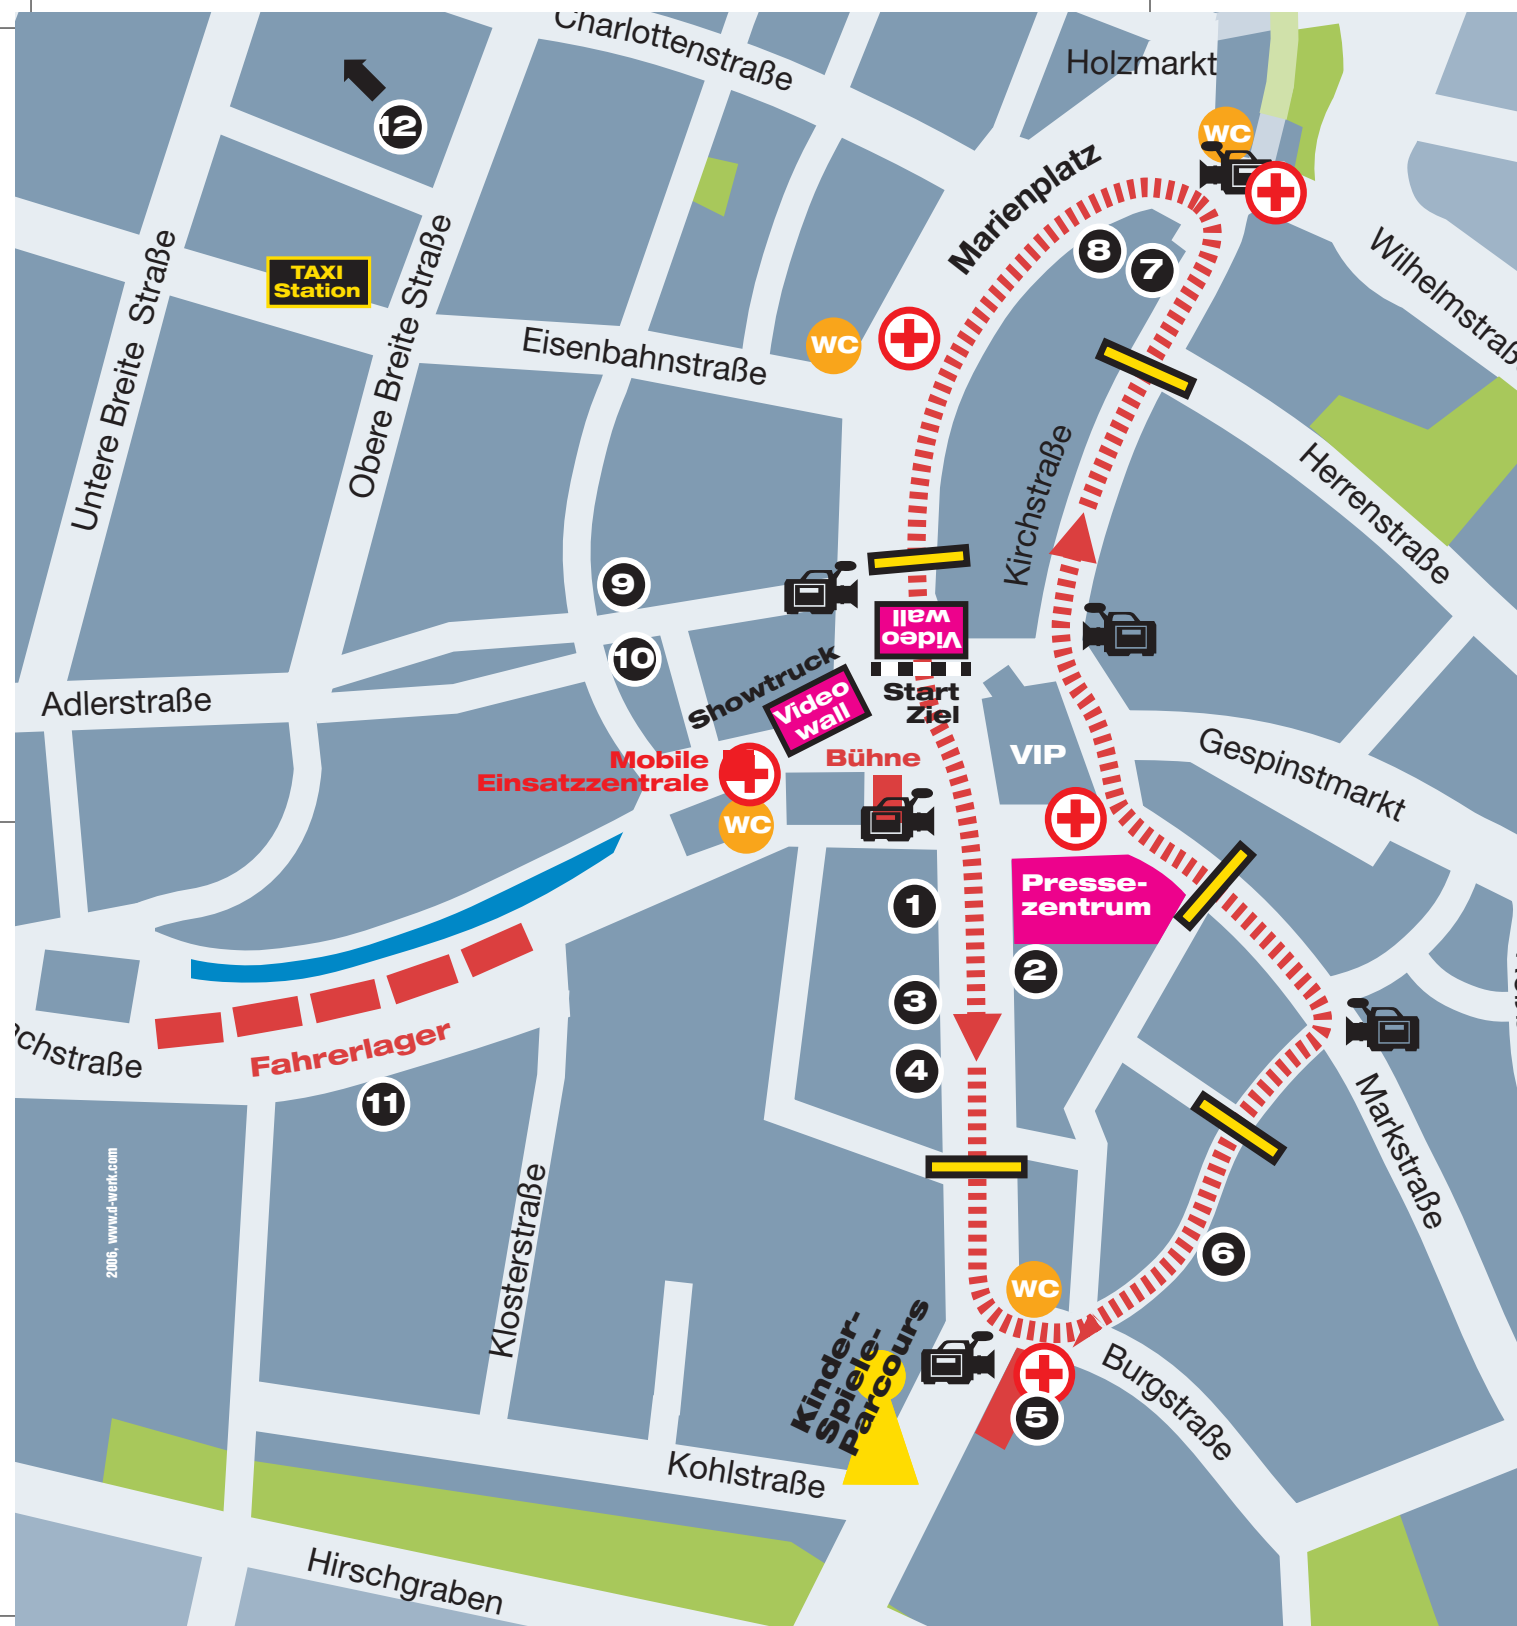 Charlottenstraße
Holzmarkt
WC
12
Marienplatz
8
7
Untere Breite Straße
Obere Breite Straße
TAXI
Station
Wilhelmstraß
Eisenbahnstraße
WC
Kirchstraße
Herrenstraße
9
10
Video
wall
Showtruck
Video
wall
Start
Ziel
Adlerstraße
VIP
Gespinstmarkt
Mobile
Einsatzzentrale
Bühne
WC
1
Presse-
zentrum
2
3
4
chstraße
Fahrerlager
11
Markstraße
2006, www.d-werk.com
Klosterstraße
6
WC
Kinder-
Spiele-
Parcours
5
Burgstraße
Kohlstraße
Hirschgraben